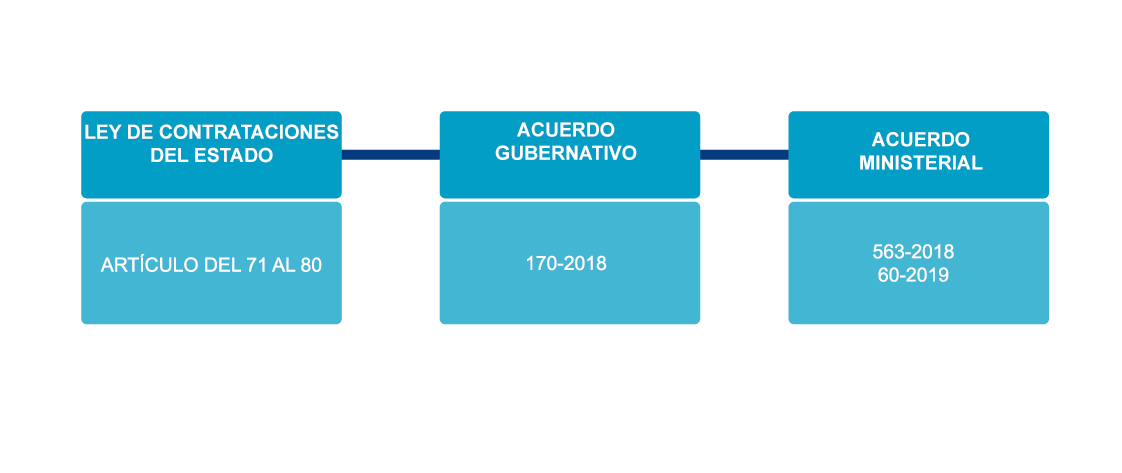 LEY DE CONTRATACIONES
DEL ESTADO
ARTÍCULO DEL 71 AL 80
ACUERDO
GUBERNATIVO
170-2018
ACUERDO
MINISTERIAL
563-2018
60-2019